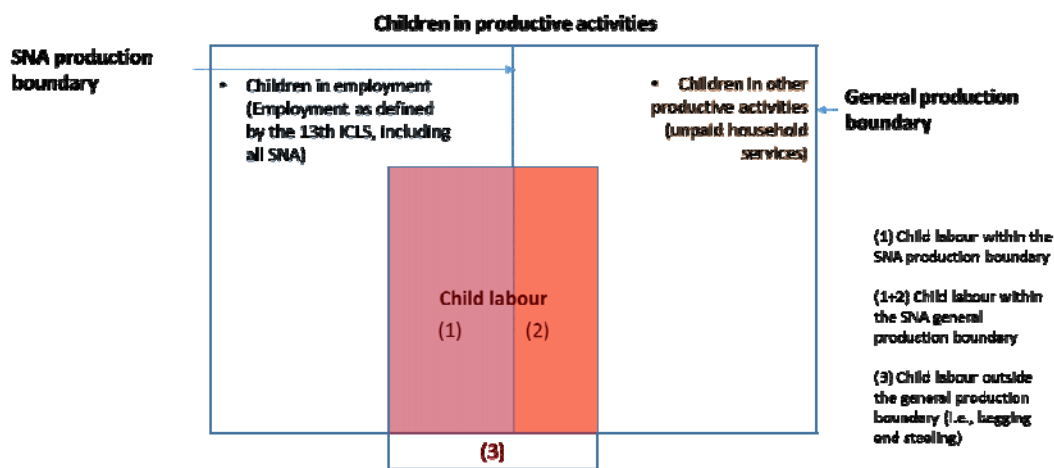 Children in productive activities
SNA production
boundary
• Children in employment
(Employment as defined
by the 13th ICLS, including
all SNA)
• Children in other
productive activities
(unpaid household
services)
General production
boundary
Child labour
(1) (2)
(3)
(1) Child labour within the
SNA production boundary
(1+2) Child labour within
the SNA general
production boundary
(3) Child labour outside
the general production
boundary (i.e., begging
and stealing)